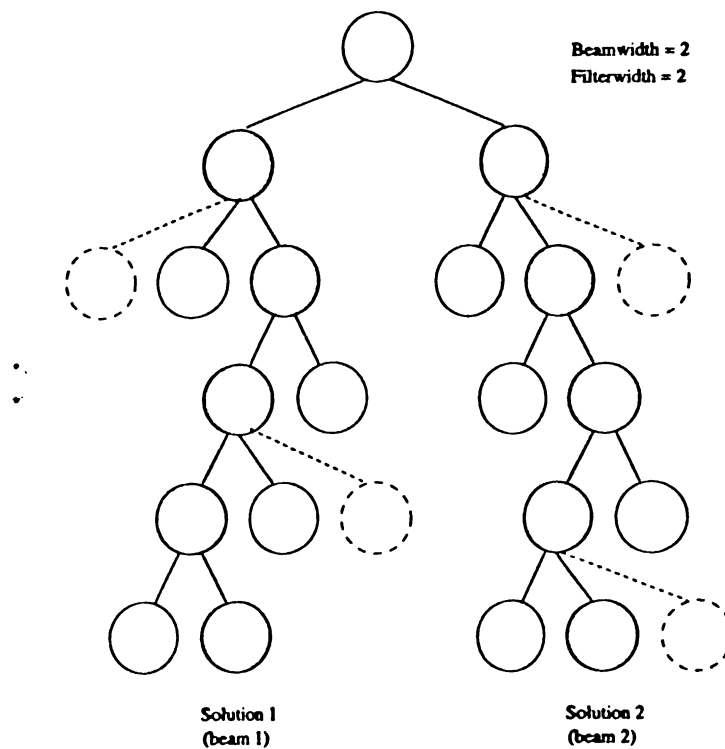 Beamwidth = 2
Filterwidth = 2
Solution 1
(beam 1)
Solution 2
(beam 2)